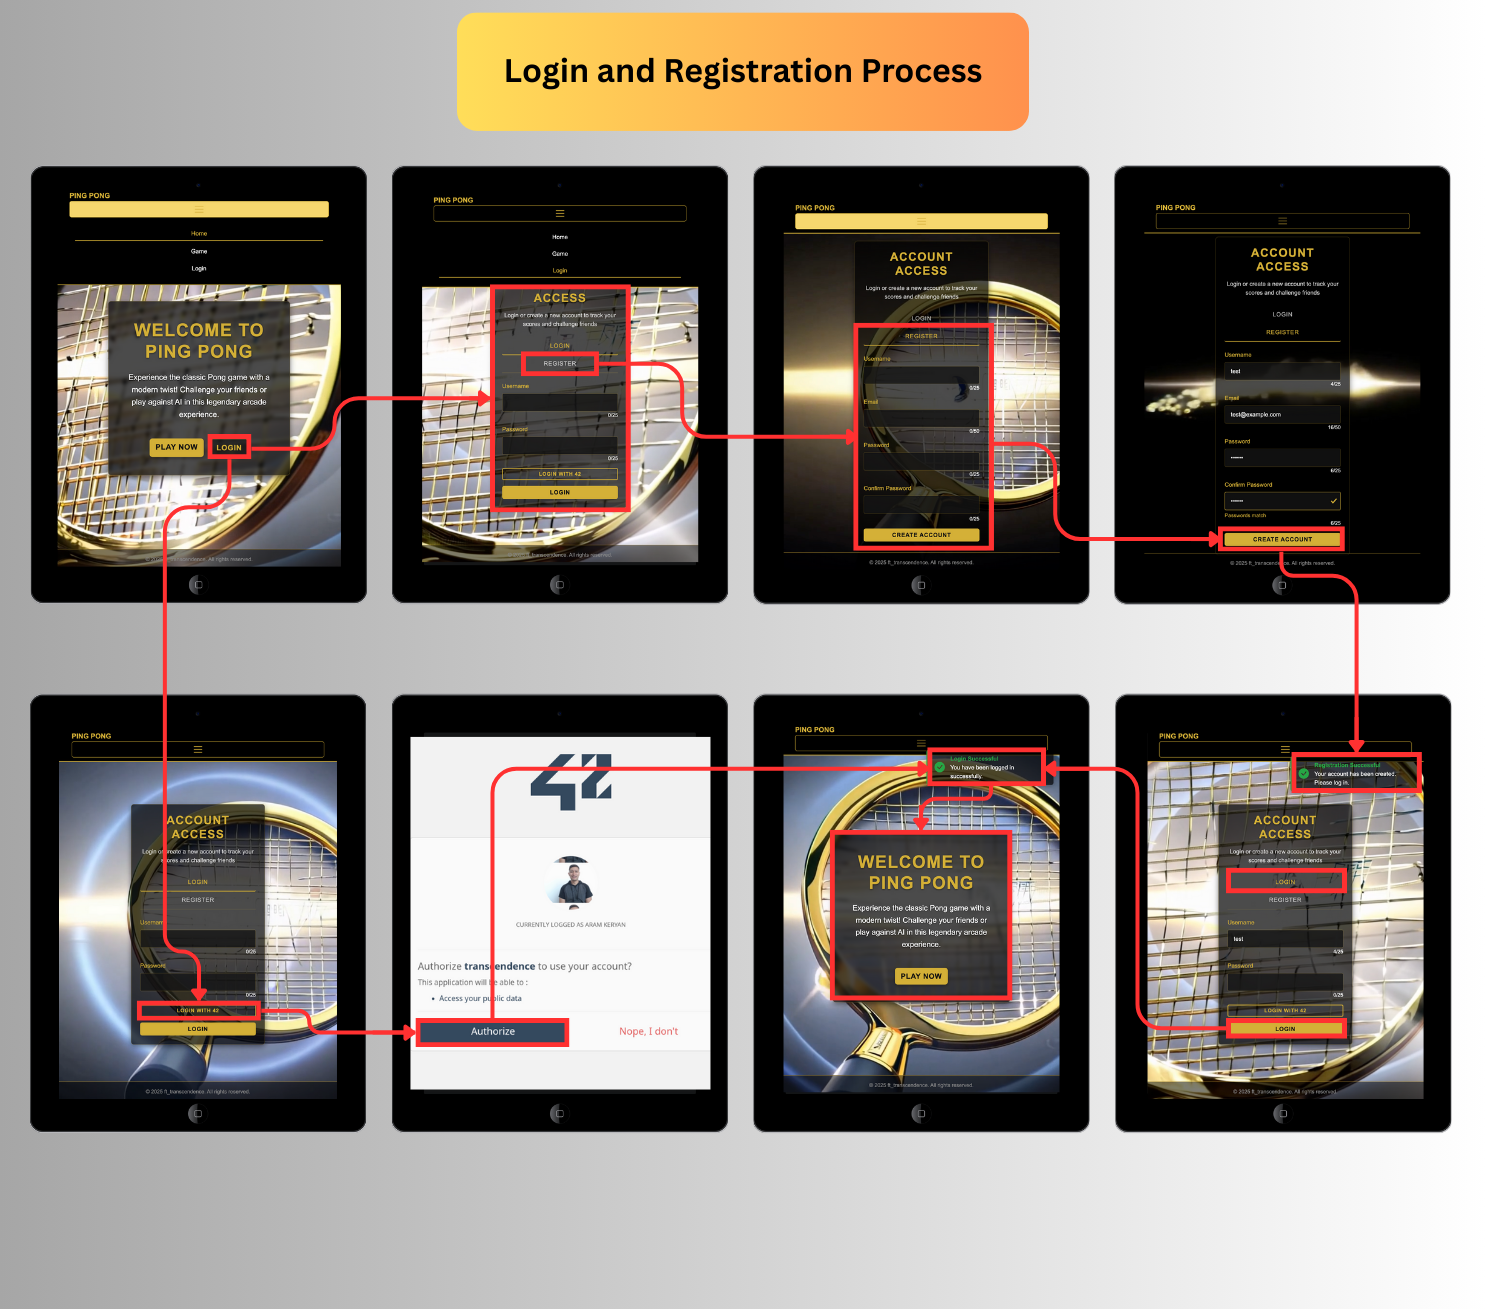 Login and Registration Process
PING PONG
Home
Game
Login
WELCOME TO
PING PONG
Experience the classic Pong game with a
modern twist! Challenge your friends or
play against AI in this legendary arcade
experience.
PLAY NOW
LOGIN
© 2025 ft_transcendence. All rights reserved.
PING PONG
Home
Game
Login
ACCESS
Login or create a new account to track your
scores and challenge friends
LOGIN
REGISTER
Username
0/25
Password
0/25
LOGIN WITH 42
LOGIN
© 2025 ft_transcendence. All rights reserved.
PING PONG
ACCOUNT
ACCESS
Login or create a new account to track your
scores and challenge friends
LOGIN
REGISTER
Username
0/25
Email
0/50
Password
0/25
Confirm Password
0/25
CREATE ACCOUNT
© 2025 ft_transcendence. All rights reserved.
PING PONG
ACCOUNT
ACCESS
Login or create a new account to track your
scores and challenge friends
LOGIN
REGISTER
Username
test
4/25
Email
test@example.com
16/50
Password
6/25
Confirm Password
Passwords match
6/25
CREATE ACCOUNT
© 2025 ft_transcendence. All rights reserved.
PING PONG
ACCOUNT
ACCESS
Login or create a new account to track your
scores and challenge friends
LOGIN
REGISTER
Username
0/25
Password
0/25
LOGIN WITH 42
LOGIN
© 2025 ft_transcendence. All rights reserved.
42
CURRENTLY LOGGED AS ARAM KERYAN
Authorize transcendence to use your account?
This application will be able to :
• Access your public data
Authorize
Nope, I don't
PING PONG
Login Successful
You have been logged in
successfully.
WELCOME TO
PING PONG
Experience the classic Pong game with a
modern twist! Challenge your friends or
play against AI in this legendary arcade
experience.
PLAY NOW
© 2025 ft_transcendence. All rights reserved.
PING PONG
Registration Successful
Your account has been created.
Please log in.
ACCOUNT
ACCESS
Login or create a new account to track your
scores and challenge friends
LOGIN
REGISTER
Username
test
4/25
Password
0/25
LOGIN WITH 42
LOGIN
© 2025 ft_transcendence. All rights reserved.